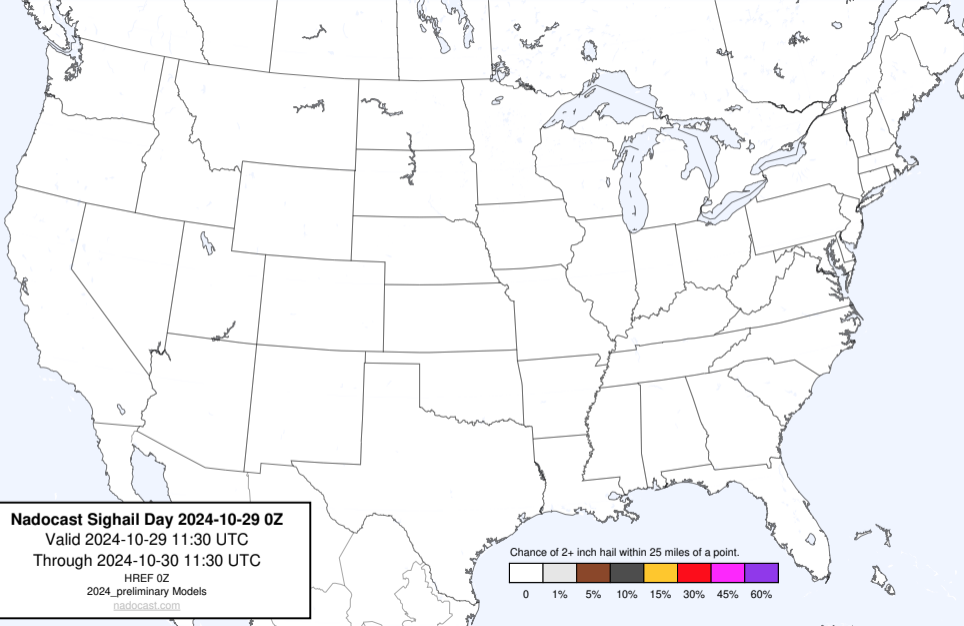 Nadocast Sighail Day 2024-10-29 0Z
Valid 2024-10-29 11:30 UTC
Through 2024-10-30 11:30 UTC
HREF 0Z
2024_preliminary Models
nadocast.com
Chance of 2+ inch hail within 25 miles of a point.
0 1% 5% 10% 15% 30% 45% 60%